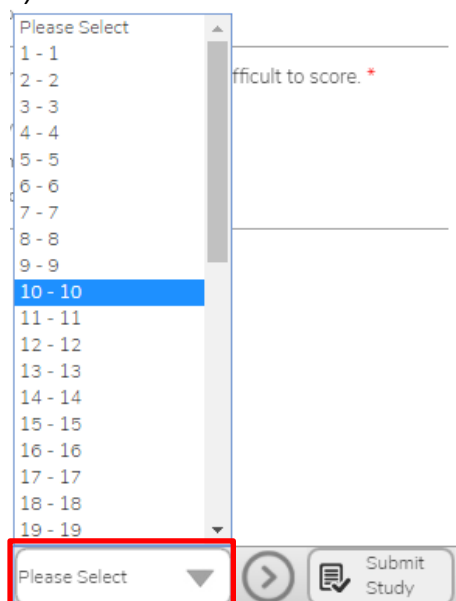 Please Select
1 - 1
2 - 2
fficult to score. *
3 - 3
4 - 4
5 - 5
6 - 6
7 - 7
8 - 8
9 - 9
10 - 10
11 - 11
12 - 12
13 - 13
14 - 14
15 - 15
16 - 16
17 - 17
18 - 18
19 - 19
Please Select
Submit
Study